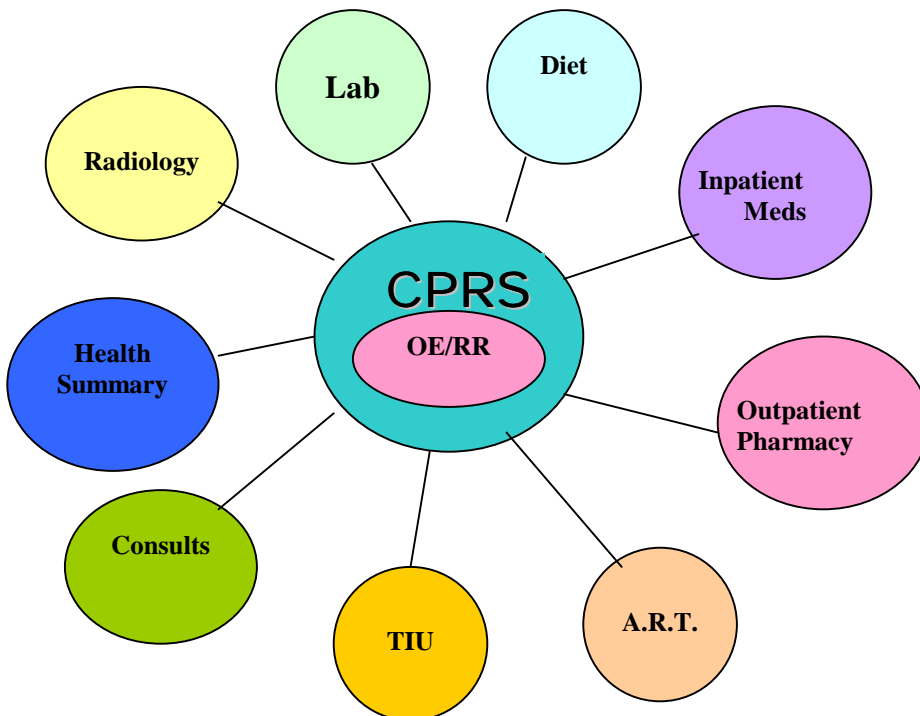 Lab
Diet
Radiology
Inpatient
Meds
CPRS
OE/RR
Health
Summary
Outpatient
Pharmacy
Consults
TIU
A.R.T.